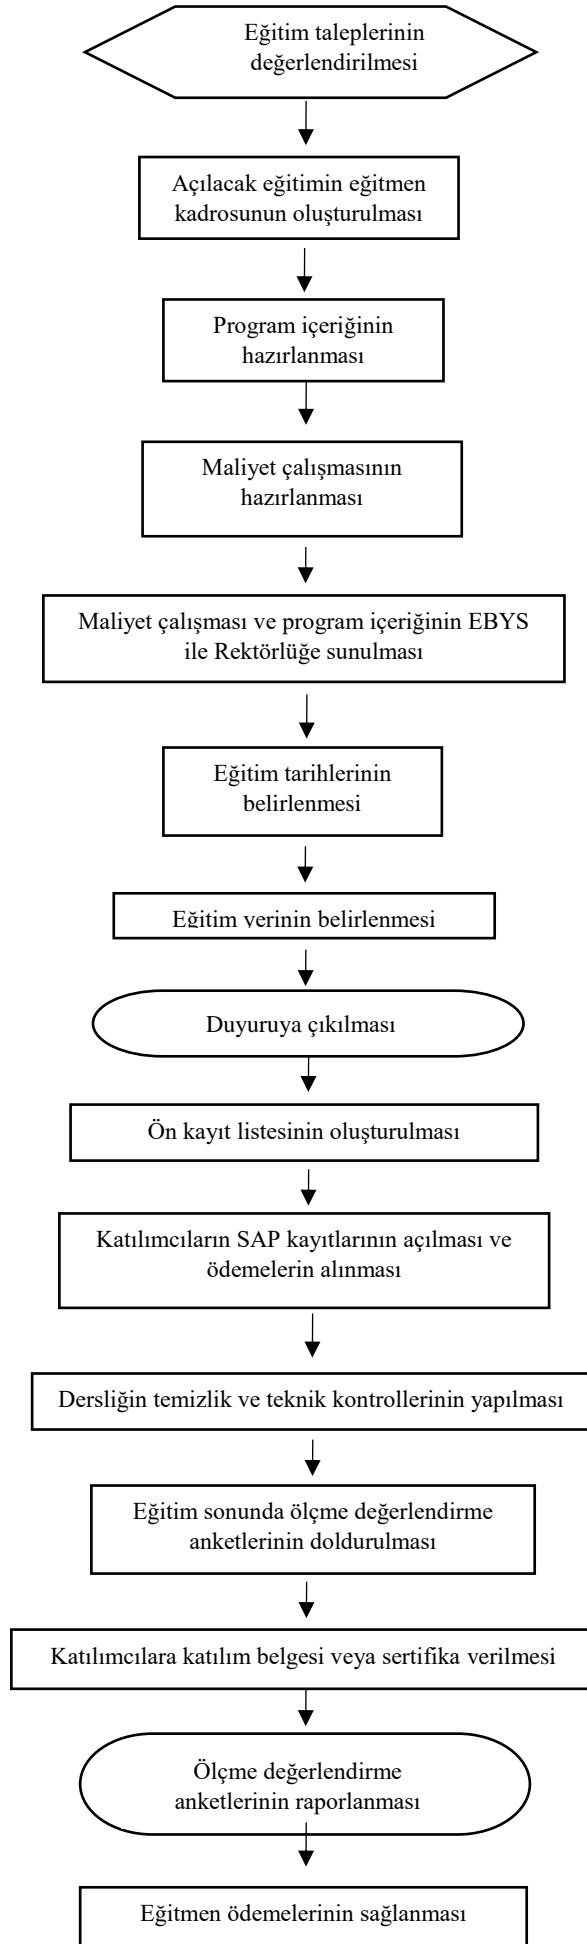 Eğitim taleplerinin
değerlendirilmesi
Açılacak eğitimin eğitmen
kadrosunun oluşturulması
Program içeriğinin
hazırlanması
Maliyet çalışmasının
hazırlanması
Maliyet çalışması ve program içeriğinin EBYS
ile Rektörlüğe sunulması
Eğitim tarihlerinin
belirlenmesi
Eğitim yerinin belirlenmesi
Duyuruya çıkılması
Ön kayıt listesinin oluşturulması
Katılımcıların SAP kayıtlarının açılması ve
ödemelerin alınması
Dersliğin temizlik ve teknik kontrollerinin yapılması
Eğitim sonunda ölçme değerlendirme
anketlerinin doldurulması
Katılımcılara katılım belgesi veya sertifika verilmesi
Ölçme değerlendirme
anketlerinin raporlanması
Eğitmen ödemelerinin sağlanması